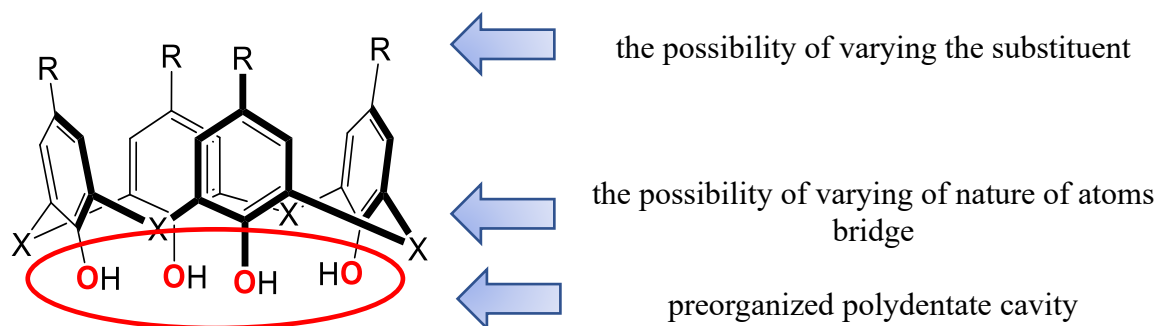 R R R R
the possibility of varying the substituent
the possibility of varying of nature of atoms
bridge
X X X X
OH OH OH HO
preorganized polydentate cavity